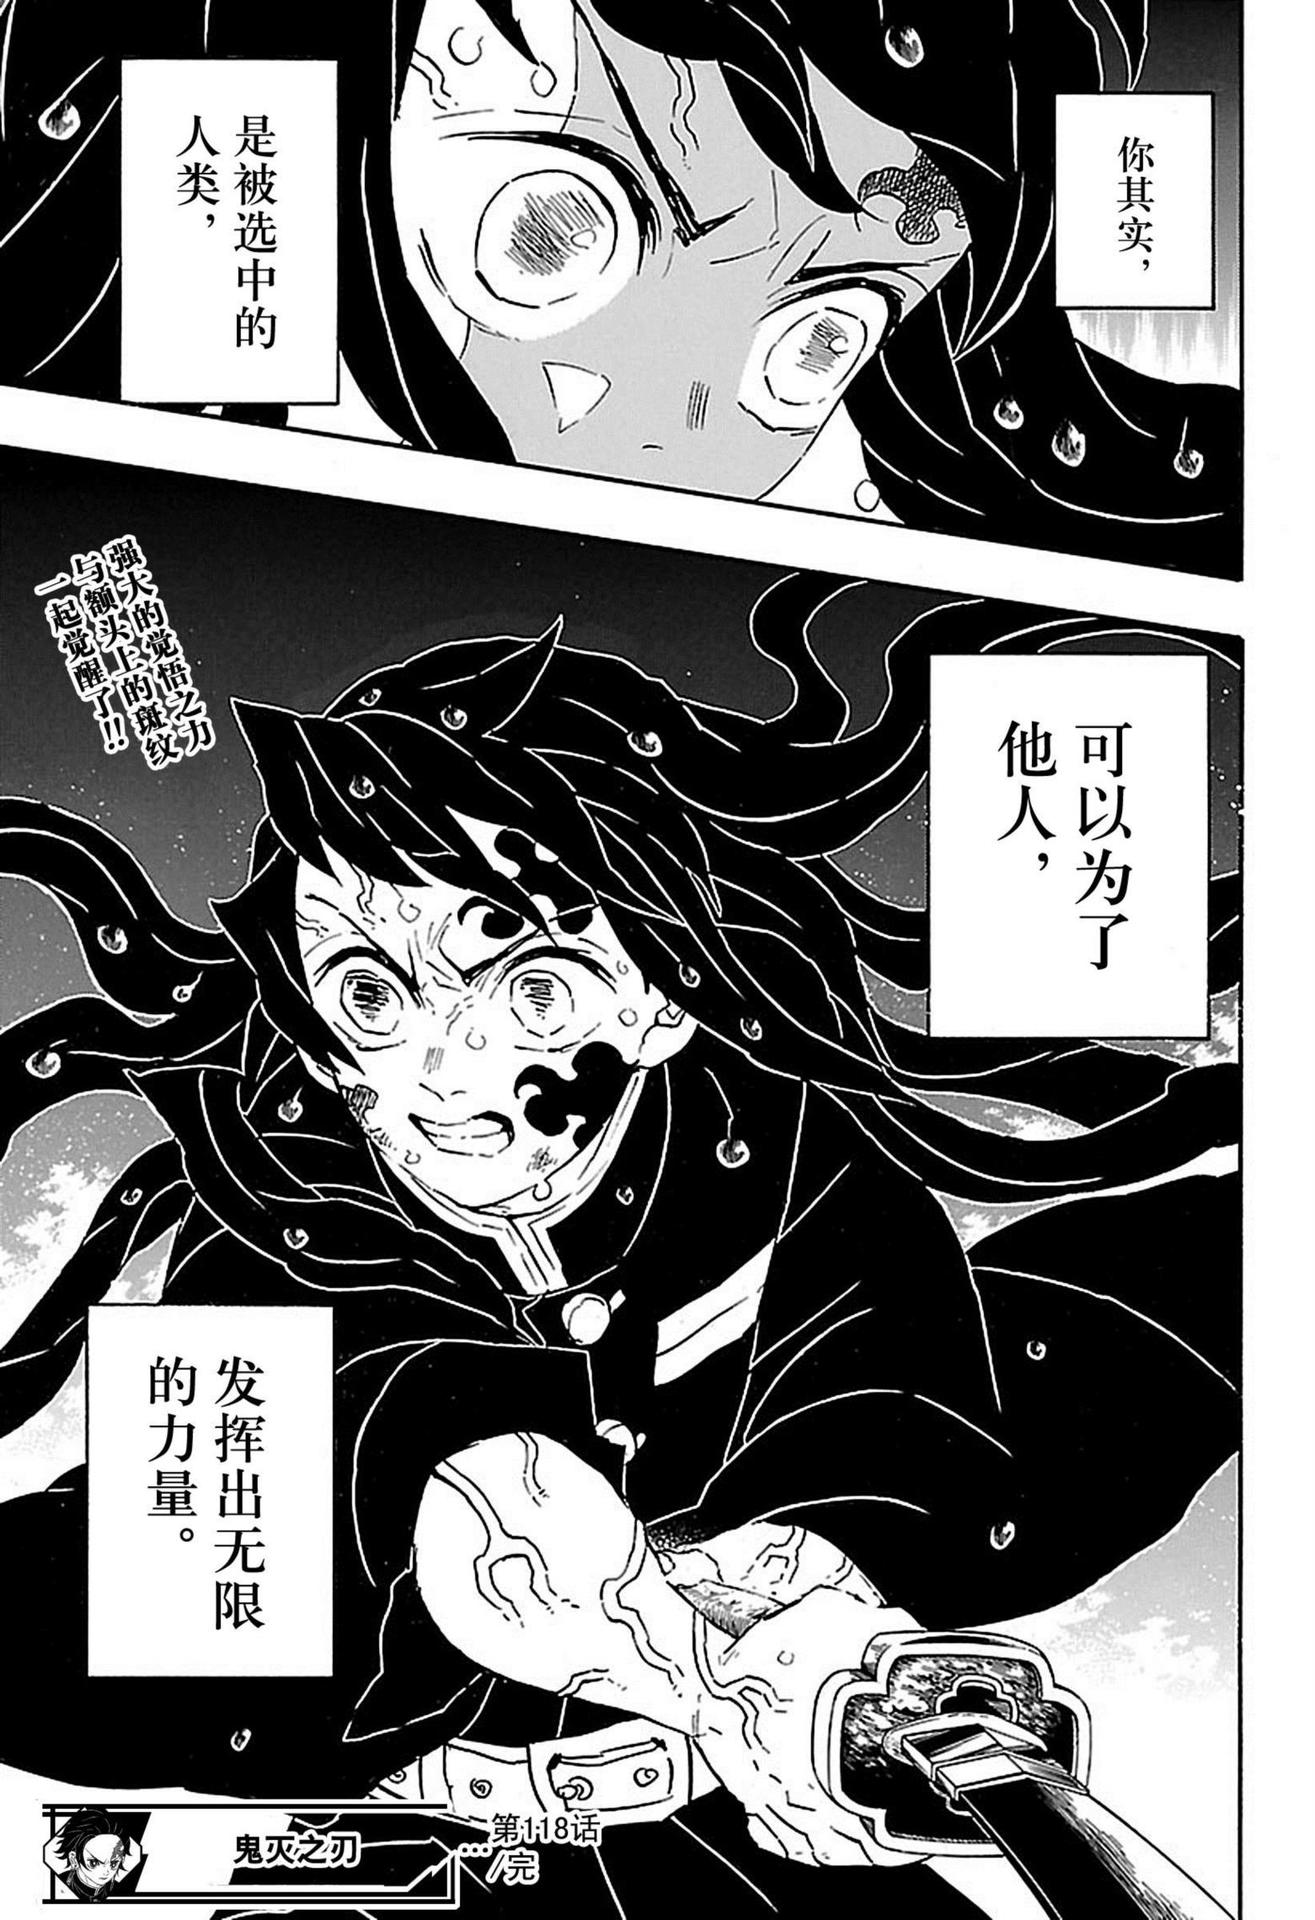 你其实，
是被选中的
人类，
可以为了
他人，
强大的觉悟之力
与额头上的斑纹
一起觉醒了!!
发挥出无限
的力量。
鬼灭之刃
…第118话
/完